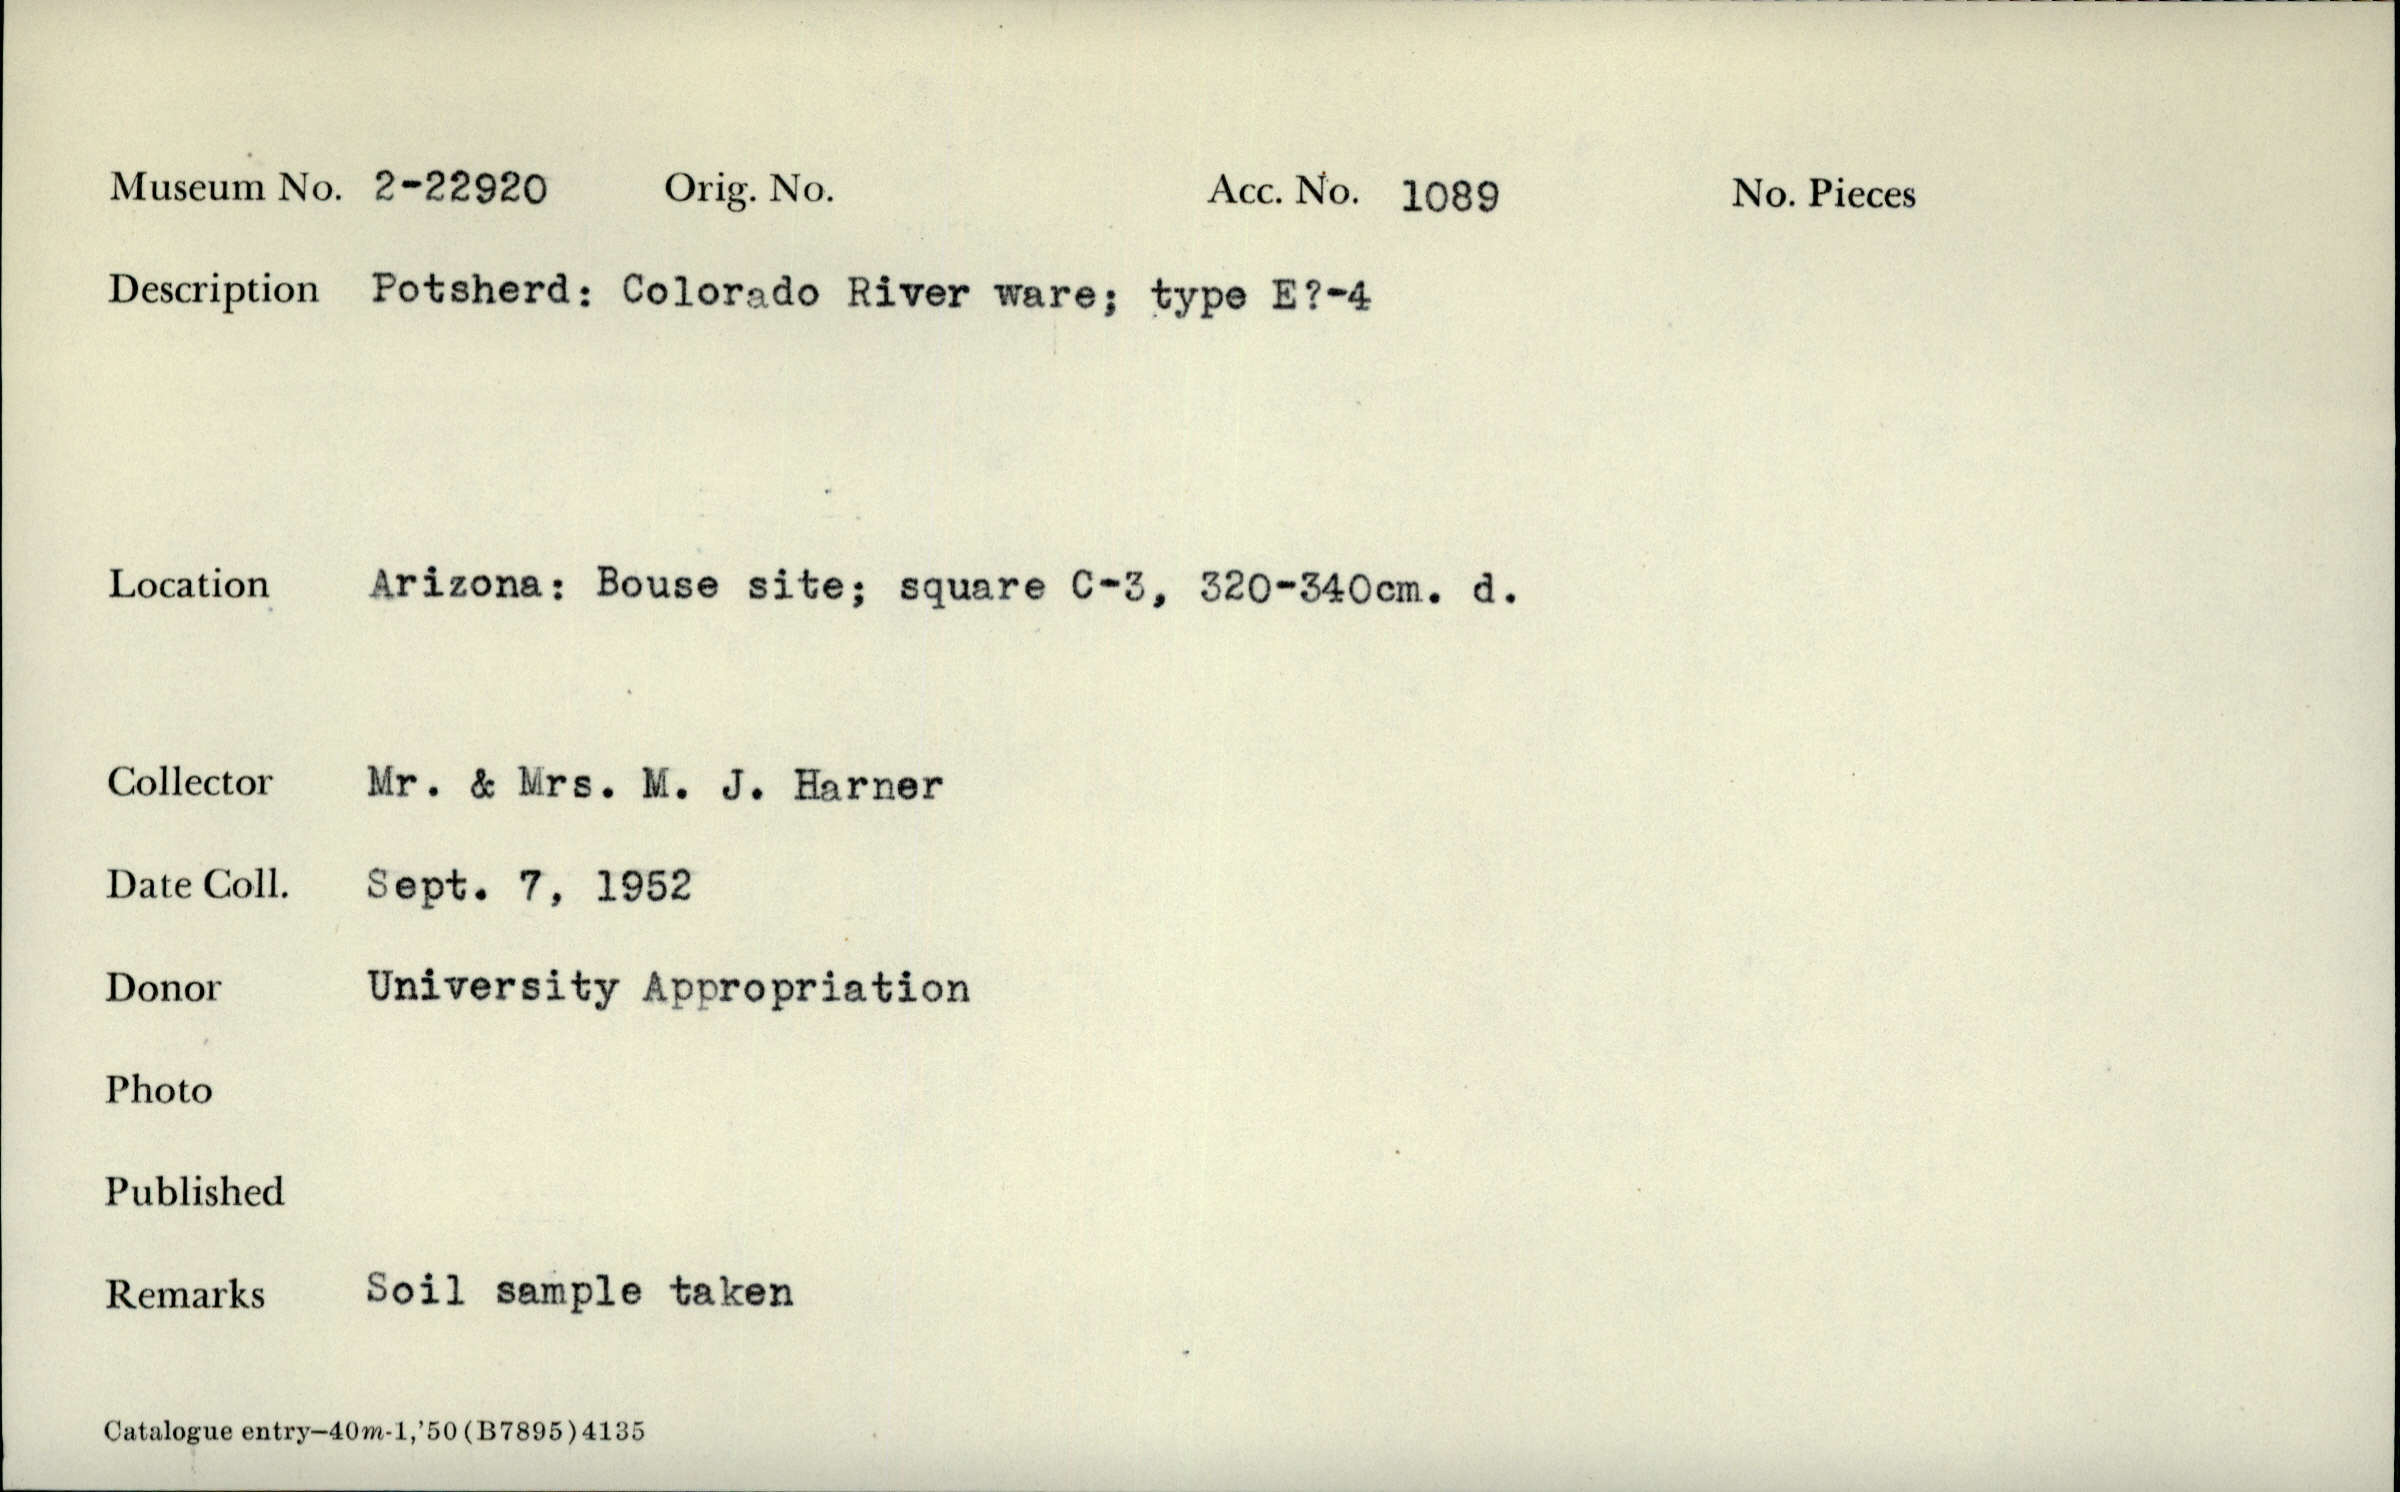 Museum No. 2-22920 Orig. No. Acc. No. 1089 No. Pieces
Description Potsherd: Colorado River ware; type E?-4
Location Arizona: Bouse site; square C-3, 320-340cm. d.
Collector Mr. & Mrs. M. J. Harner
Date Coll. Sept. 7, 1952
Donor University Appropriation
Photo
Published
Remarks Soil sample taken
Catalogue entry—40m-1,'50(B7895)4135